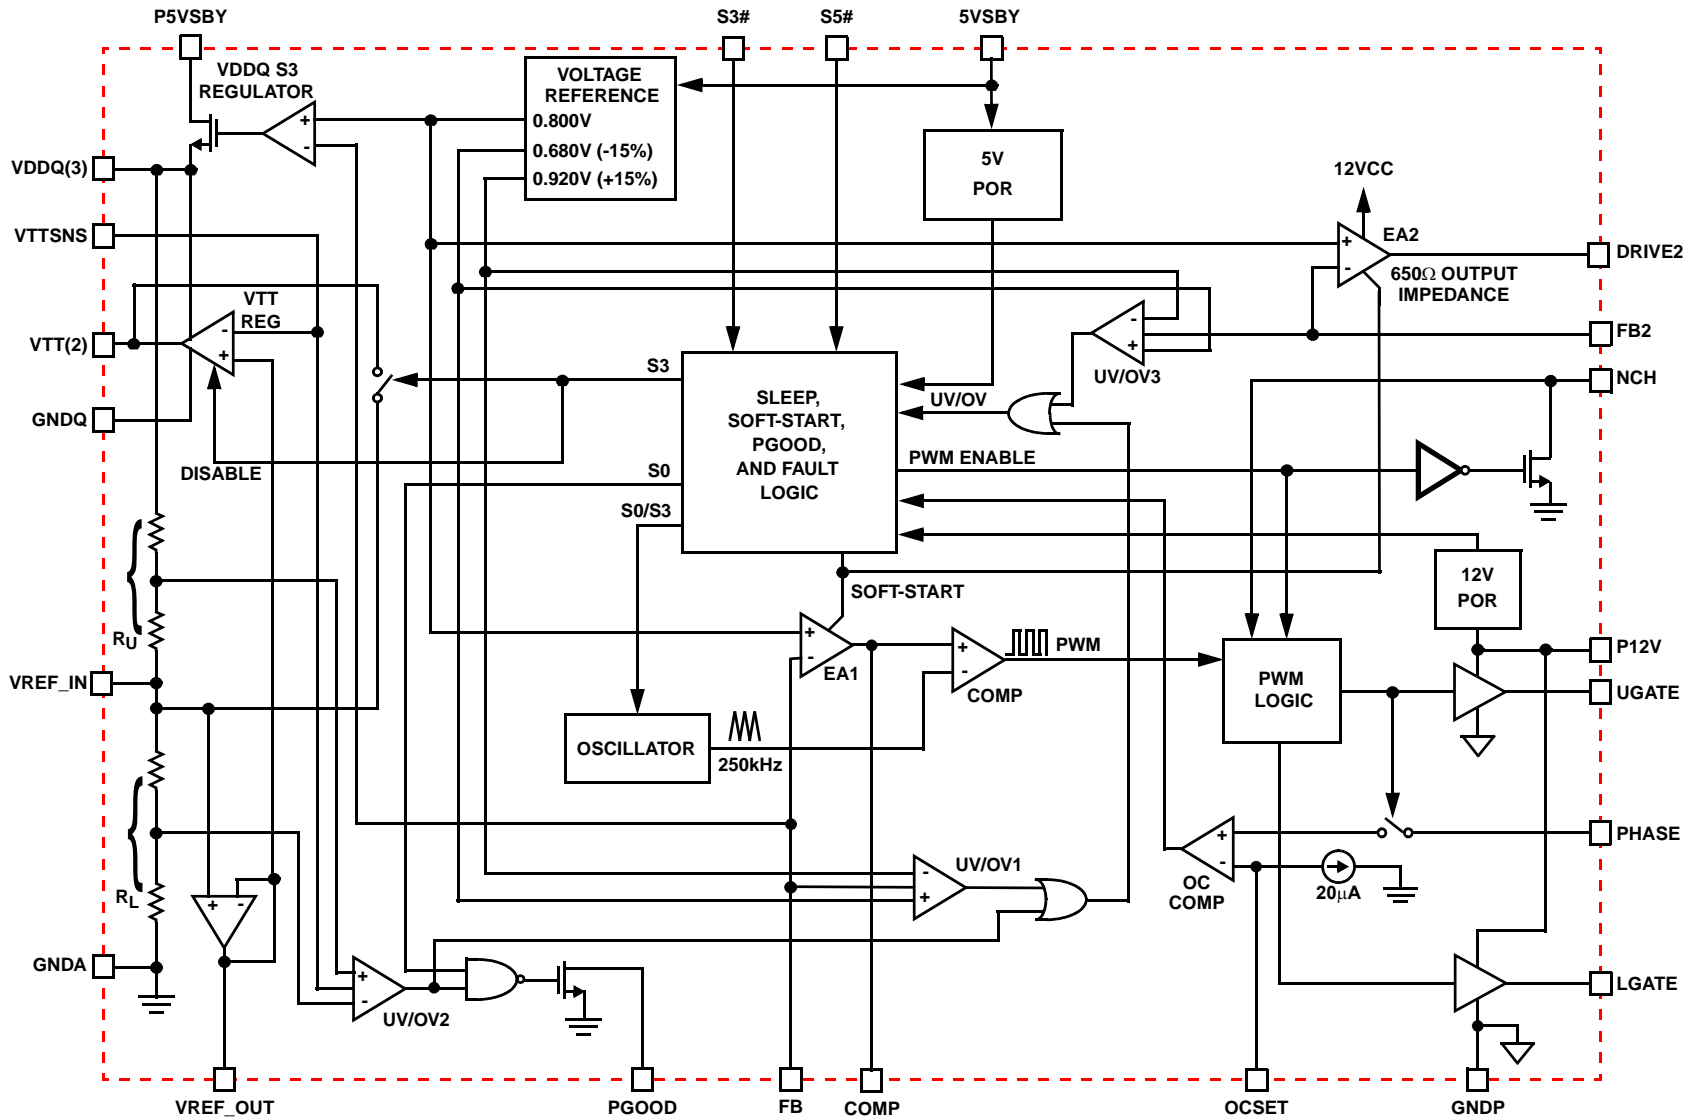 P5VSBY
S3#
S5#
5VSBY
VDDQ S3
REGULATOR
VOLTAGE
REFERENCE
0.800V
0.680V (-15%)
0.920V (+15%)
+
-
5V
POR
12VCC
VDDQ(3)
VTTSNS
EA2
+
-
DRIVE2
650Ω OUTPUT
IMPEDANCE
VTT
REG
-
+
VTT(2)
-
+
UV/OV3
FB2
S3
SLEEP,
SOFT-START,
PGOOD,
AND FAULT
LOGIC
UV/OV
NCH
GNDQ
DISABLE
S0
PWM ENABLE
S0/S3
12V
POR
SOFT-START
RU
+
-
EA1
+
-
COMP
PWM
PWM
LOGIC
P12V
VREF_IN
UGATE
OSCILLATOR
250kHz
PHASE
+
-
OC
COMP
20µA
UV/OV1
-
+
RL
+
-
GNDA
+
-
UV/OV2
LGATE
VREF_OUT
PGOOD
FB
COMP
OCSET
GNDP